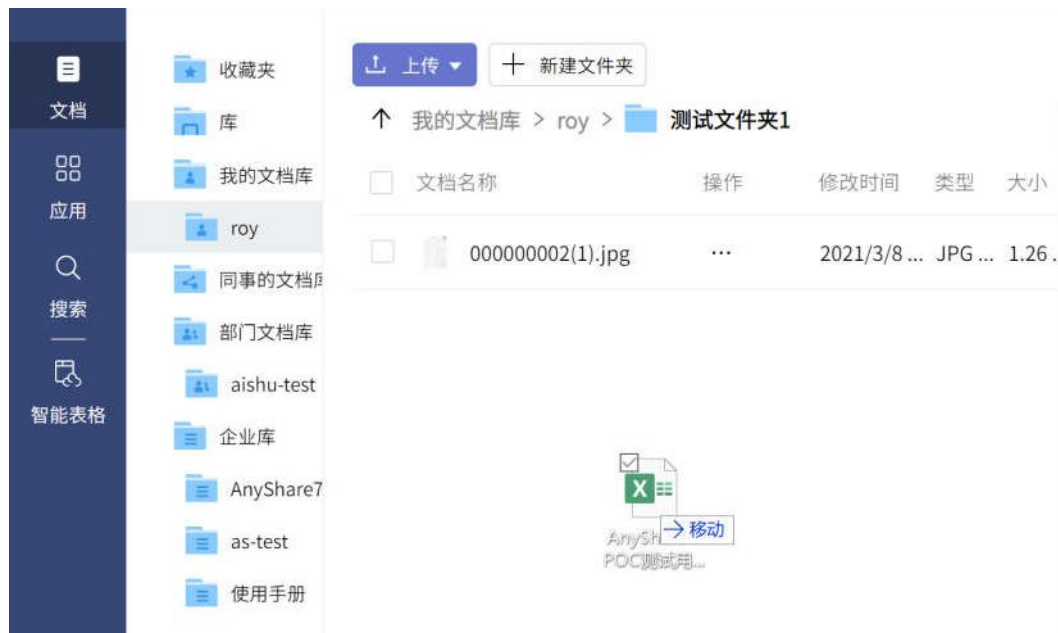 文档
应用
搜索
智能表格
收藏夹
库
我的文档库
roy
同事的文档库
部门文档库
aishu-test
企业库
AnyShare7
as-test
使用手册
上传
新建文件夹
我的文档库 > roy > 测试文件夹1
文档名称 操作 修改时间 类型 大小
000000002(1).jpg ... 2021/3/8 ... JPG ... 1.26 .
移动
POC测试用...